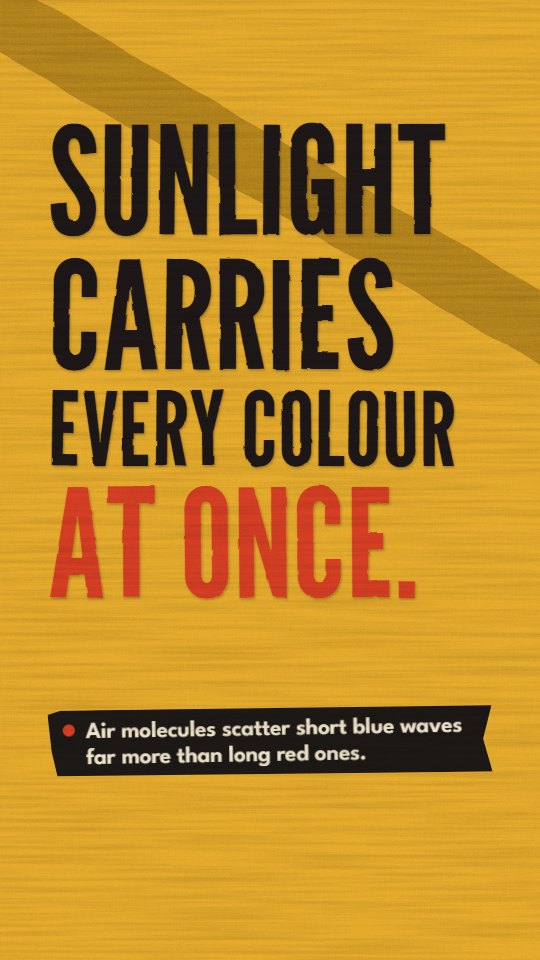 SUNLIGHT
CARRIES
EVERY COLOUR
AT ONCE.
Air molecules scatter short blue waves
far more than long red ones.